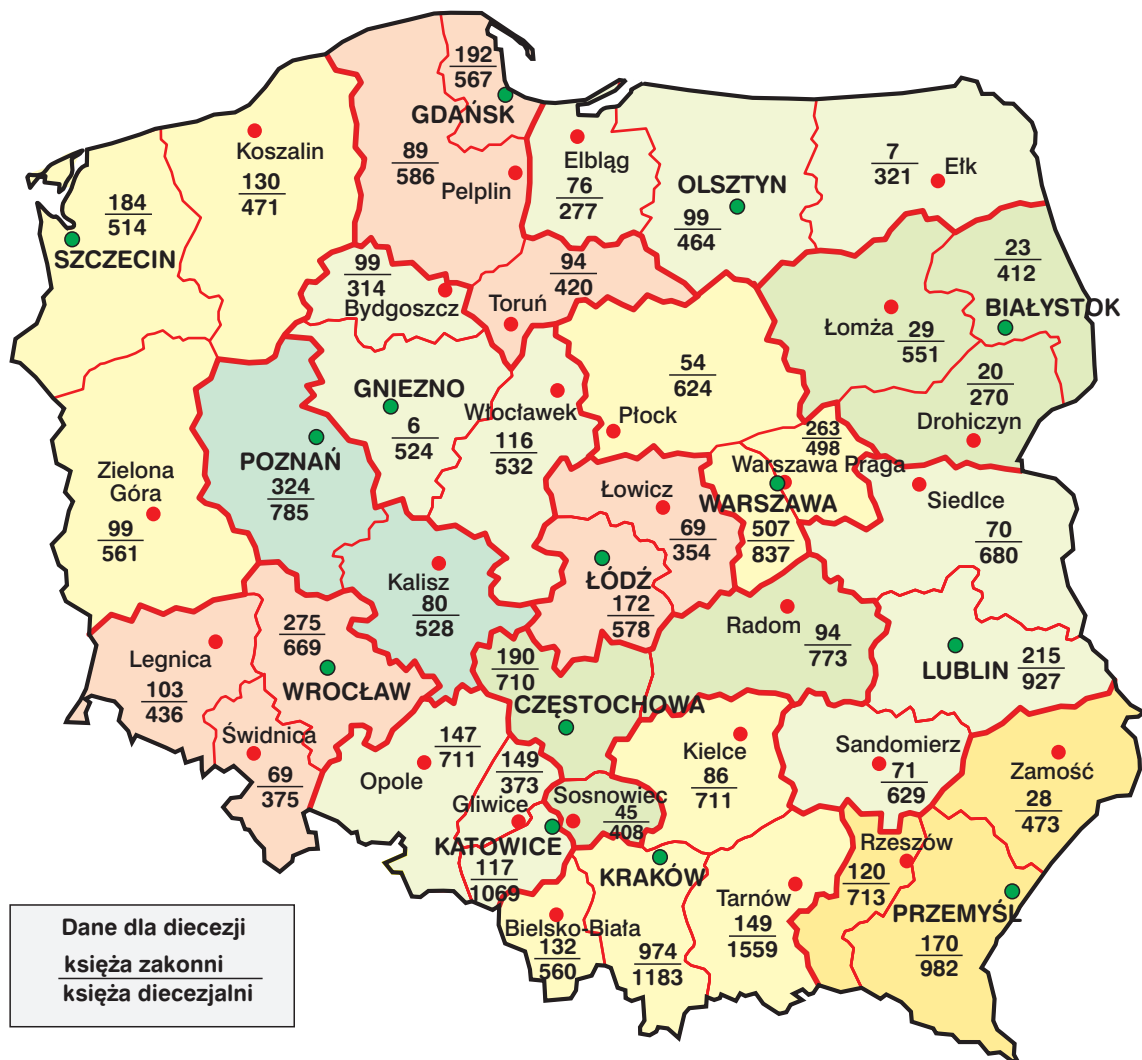 192
567
GDAŃSK
Koszalin
130
471
89
586
Pelplin
Elbląg
76
277
OLSZTYN
99
464
7
321
Ełk
184
514
SZCZECIN
99
314
Bydgoszcz
94
420
Toruń
23
412
BIAŁYSTOK
Łomża
29
551
20
270
Drohiczyn
54
624
Płock
GNIEZNO
6
524
Włocławek
116
532
POZNAŃ
324
785
Zielona
Góra
99
561
263
498
Warszawa Praga
WARSZAWA
507
837
Siedlce
70
680
Łowicz
69
354
ŁÓDŹ
172
578
Kalisz
80
528
Radom
94
773
LUBLIN
215
927
Legnica
103
436
275
669
WROCŁAW
Świdnica
69
375
190
710
CZĘSTOCHOWA
147
711
Opole
149
373
Gliwice
Sosnowiec
45
408
Kielce
86
711
Sandomierz
71
629
Zamość
28
473
KATOWICE
117
1069
KRAKÓW
974
1183
Bielsko-Biała
132
560
Tarnów
149
1559
Rzeszów
120
713
PRZEMYŚL
170
982
Dane dla diecezji
księża zakonni
księża diecezjalni